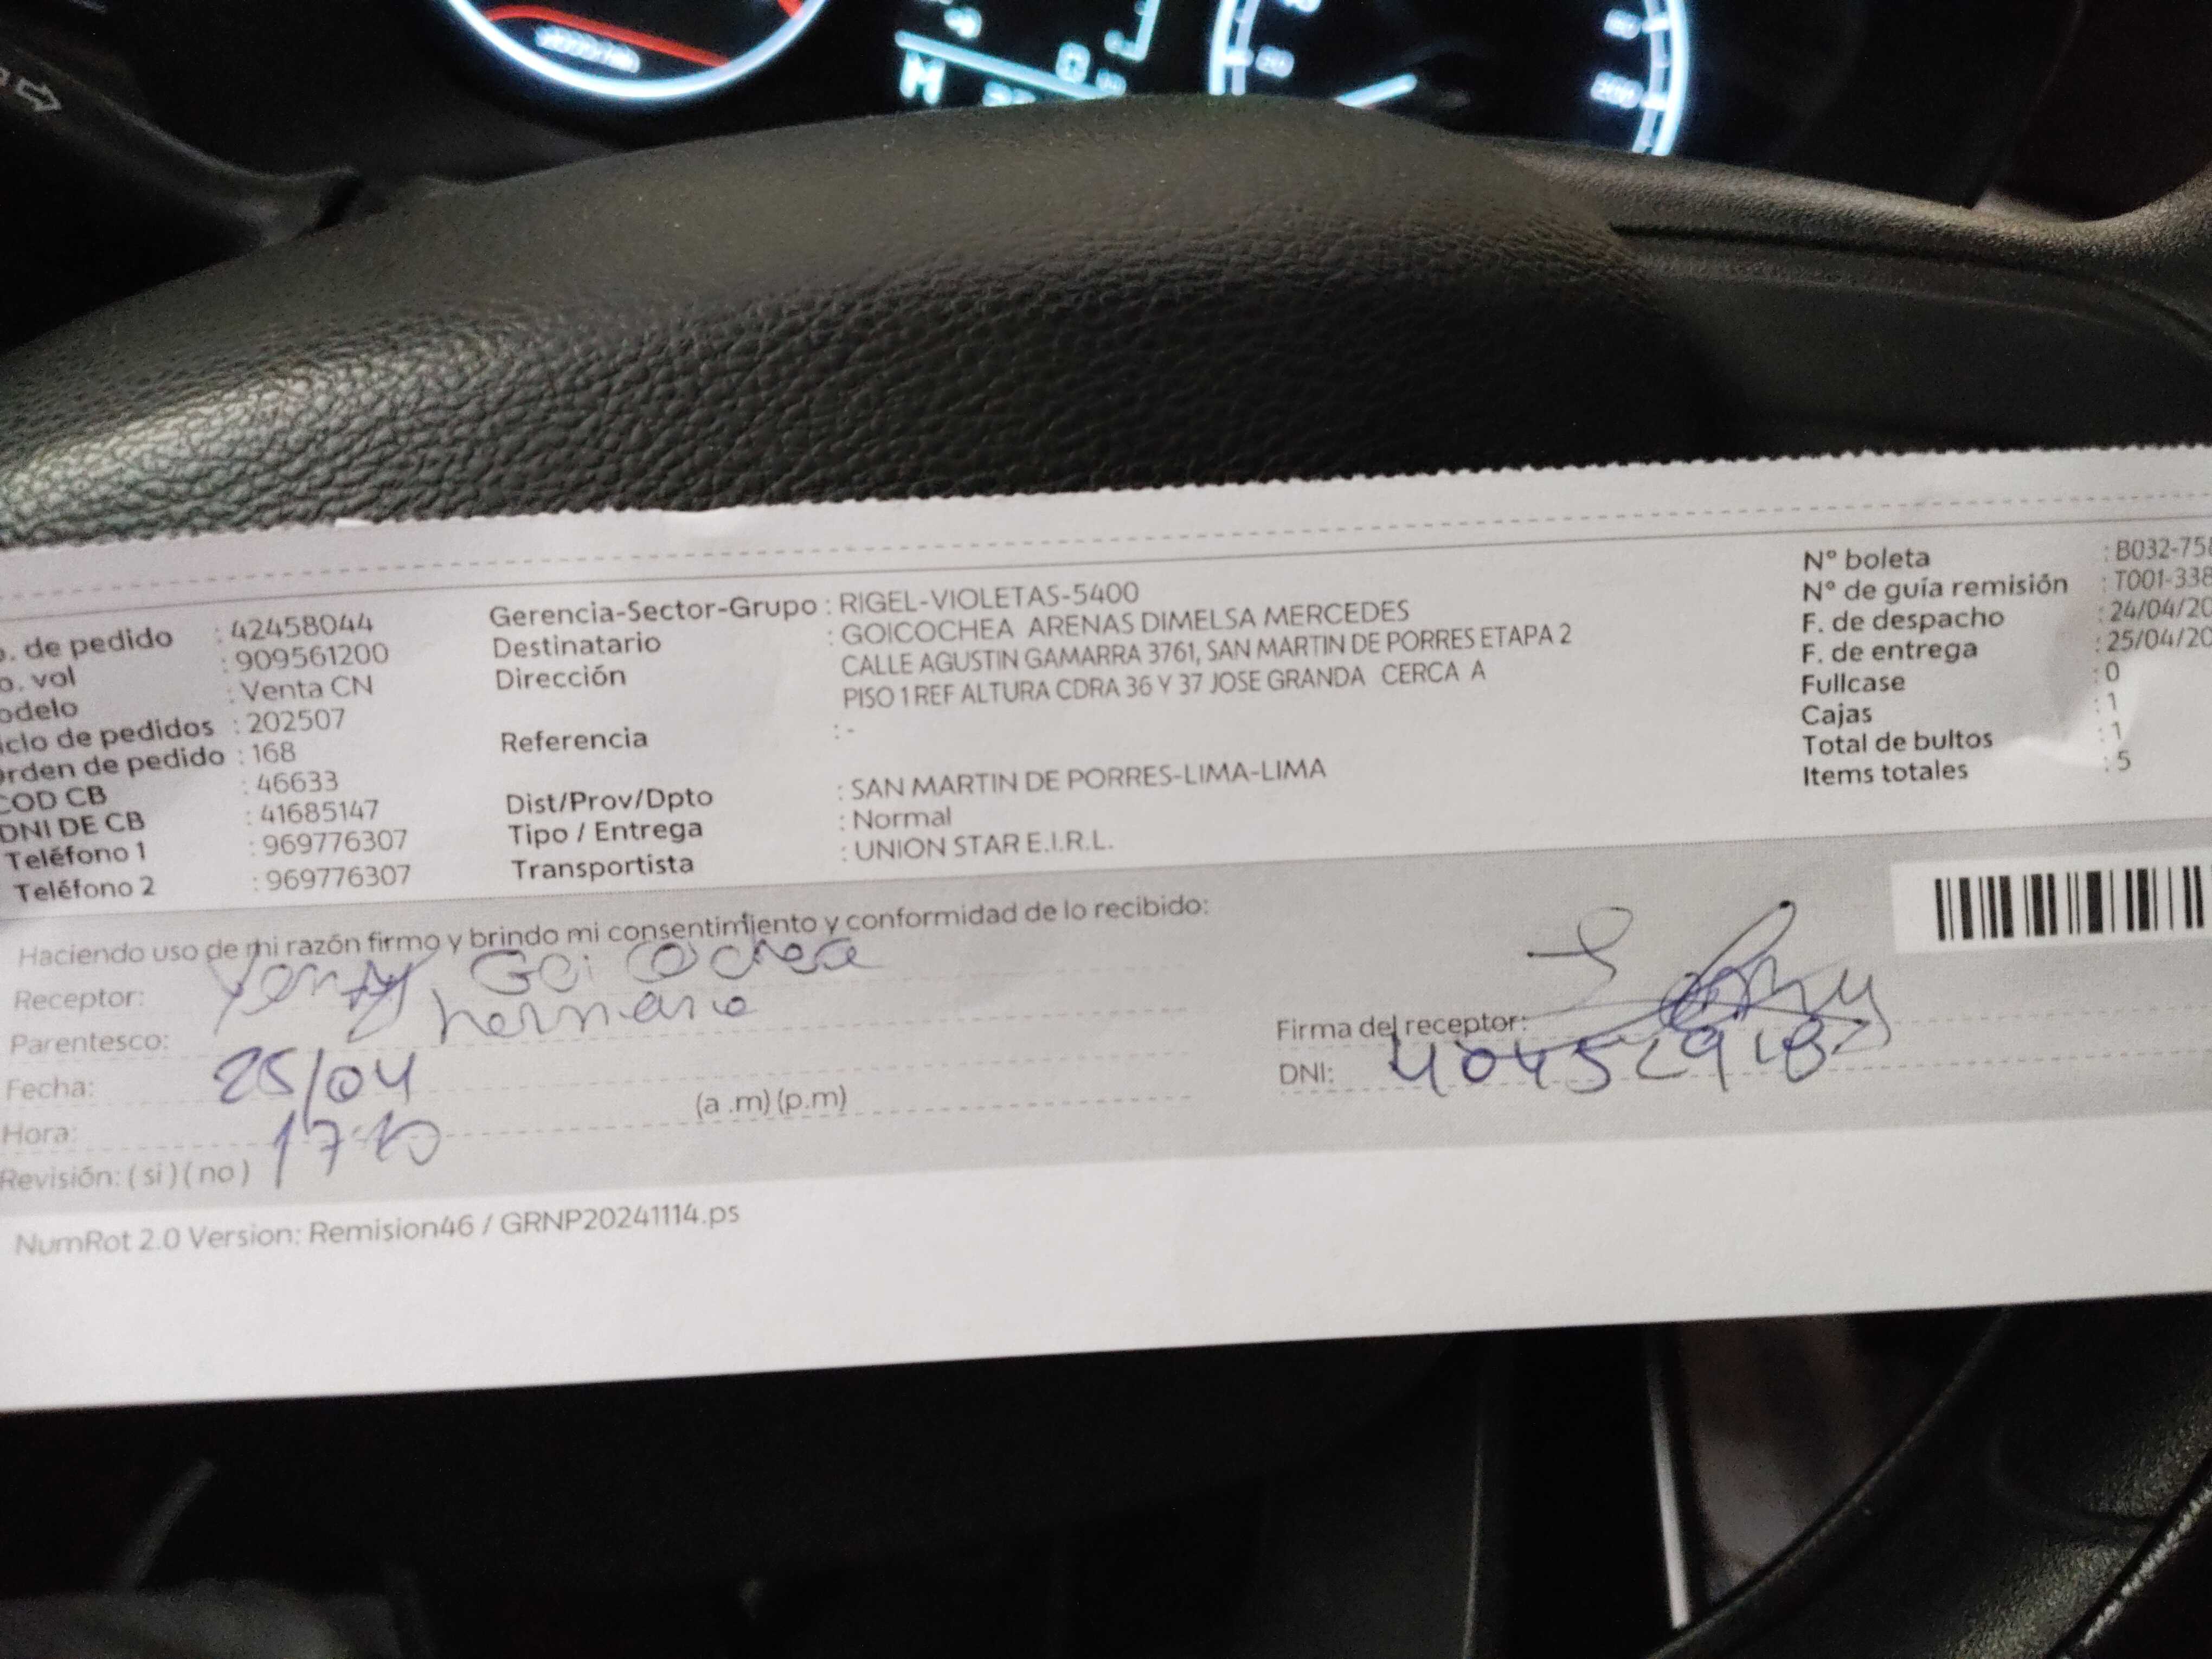 o. de pedido : 42458044
o. vol : 909561200
odelo : Venta CN
iclo de pedidos : 202507
Orden de pedido : 168
COD CB : 46633
DNI DE CB : 41685147
Teléfono 1 : 969776307
Teléfono 2 : 969776307
Gerencia-Sector-Grupo : RIGEL-VIOLETAS-5400
Destinatario : GOICOCHEA ARENAS DIMELSA MERCEDES
Dirección CALLE AGUSTIN GAMARRA 3761, SAN MARTIN DE PORRES ETAPA 2
PISO 1 REF ALTURA CDRA 36 Y 37 JOSE GRANDA CERCA A
Referencia : -
Dist/Prov/Dpto : SAN MARTIN DE PORRES-LIMA-LIMA
Tipo / Entrega : Normal
Transportista : UNION STAR E.I.R.L.
N° boleta : B032-758
N° de guía remisión : T001-338
F. de despacho : 24/04/20
F. de entrega : 25/04/20
Fullcase : 0
Cajas : 1
Total de bultos : 1
Items totales : 5
Haciendo uso de mi razón firmo y brindo mi consentimiento y conformidad de lo recibido:
Receptor: Goicochea
Parentesco: hermano
Fecha: 25/04
Hora: (a .m) (p.m)
Revisión: ( si ) ( no )
Firma del receptor:
DNI:
NumRot 2.0 Version: Remision46 / GRNP20241114.ps